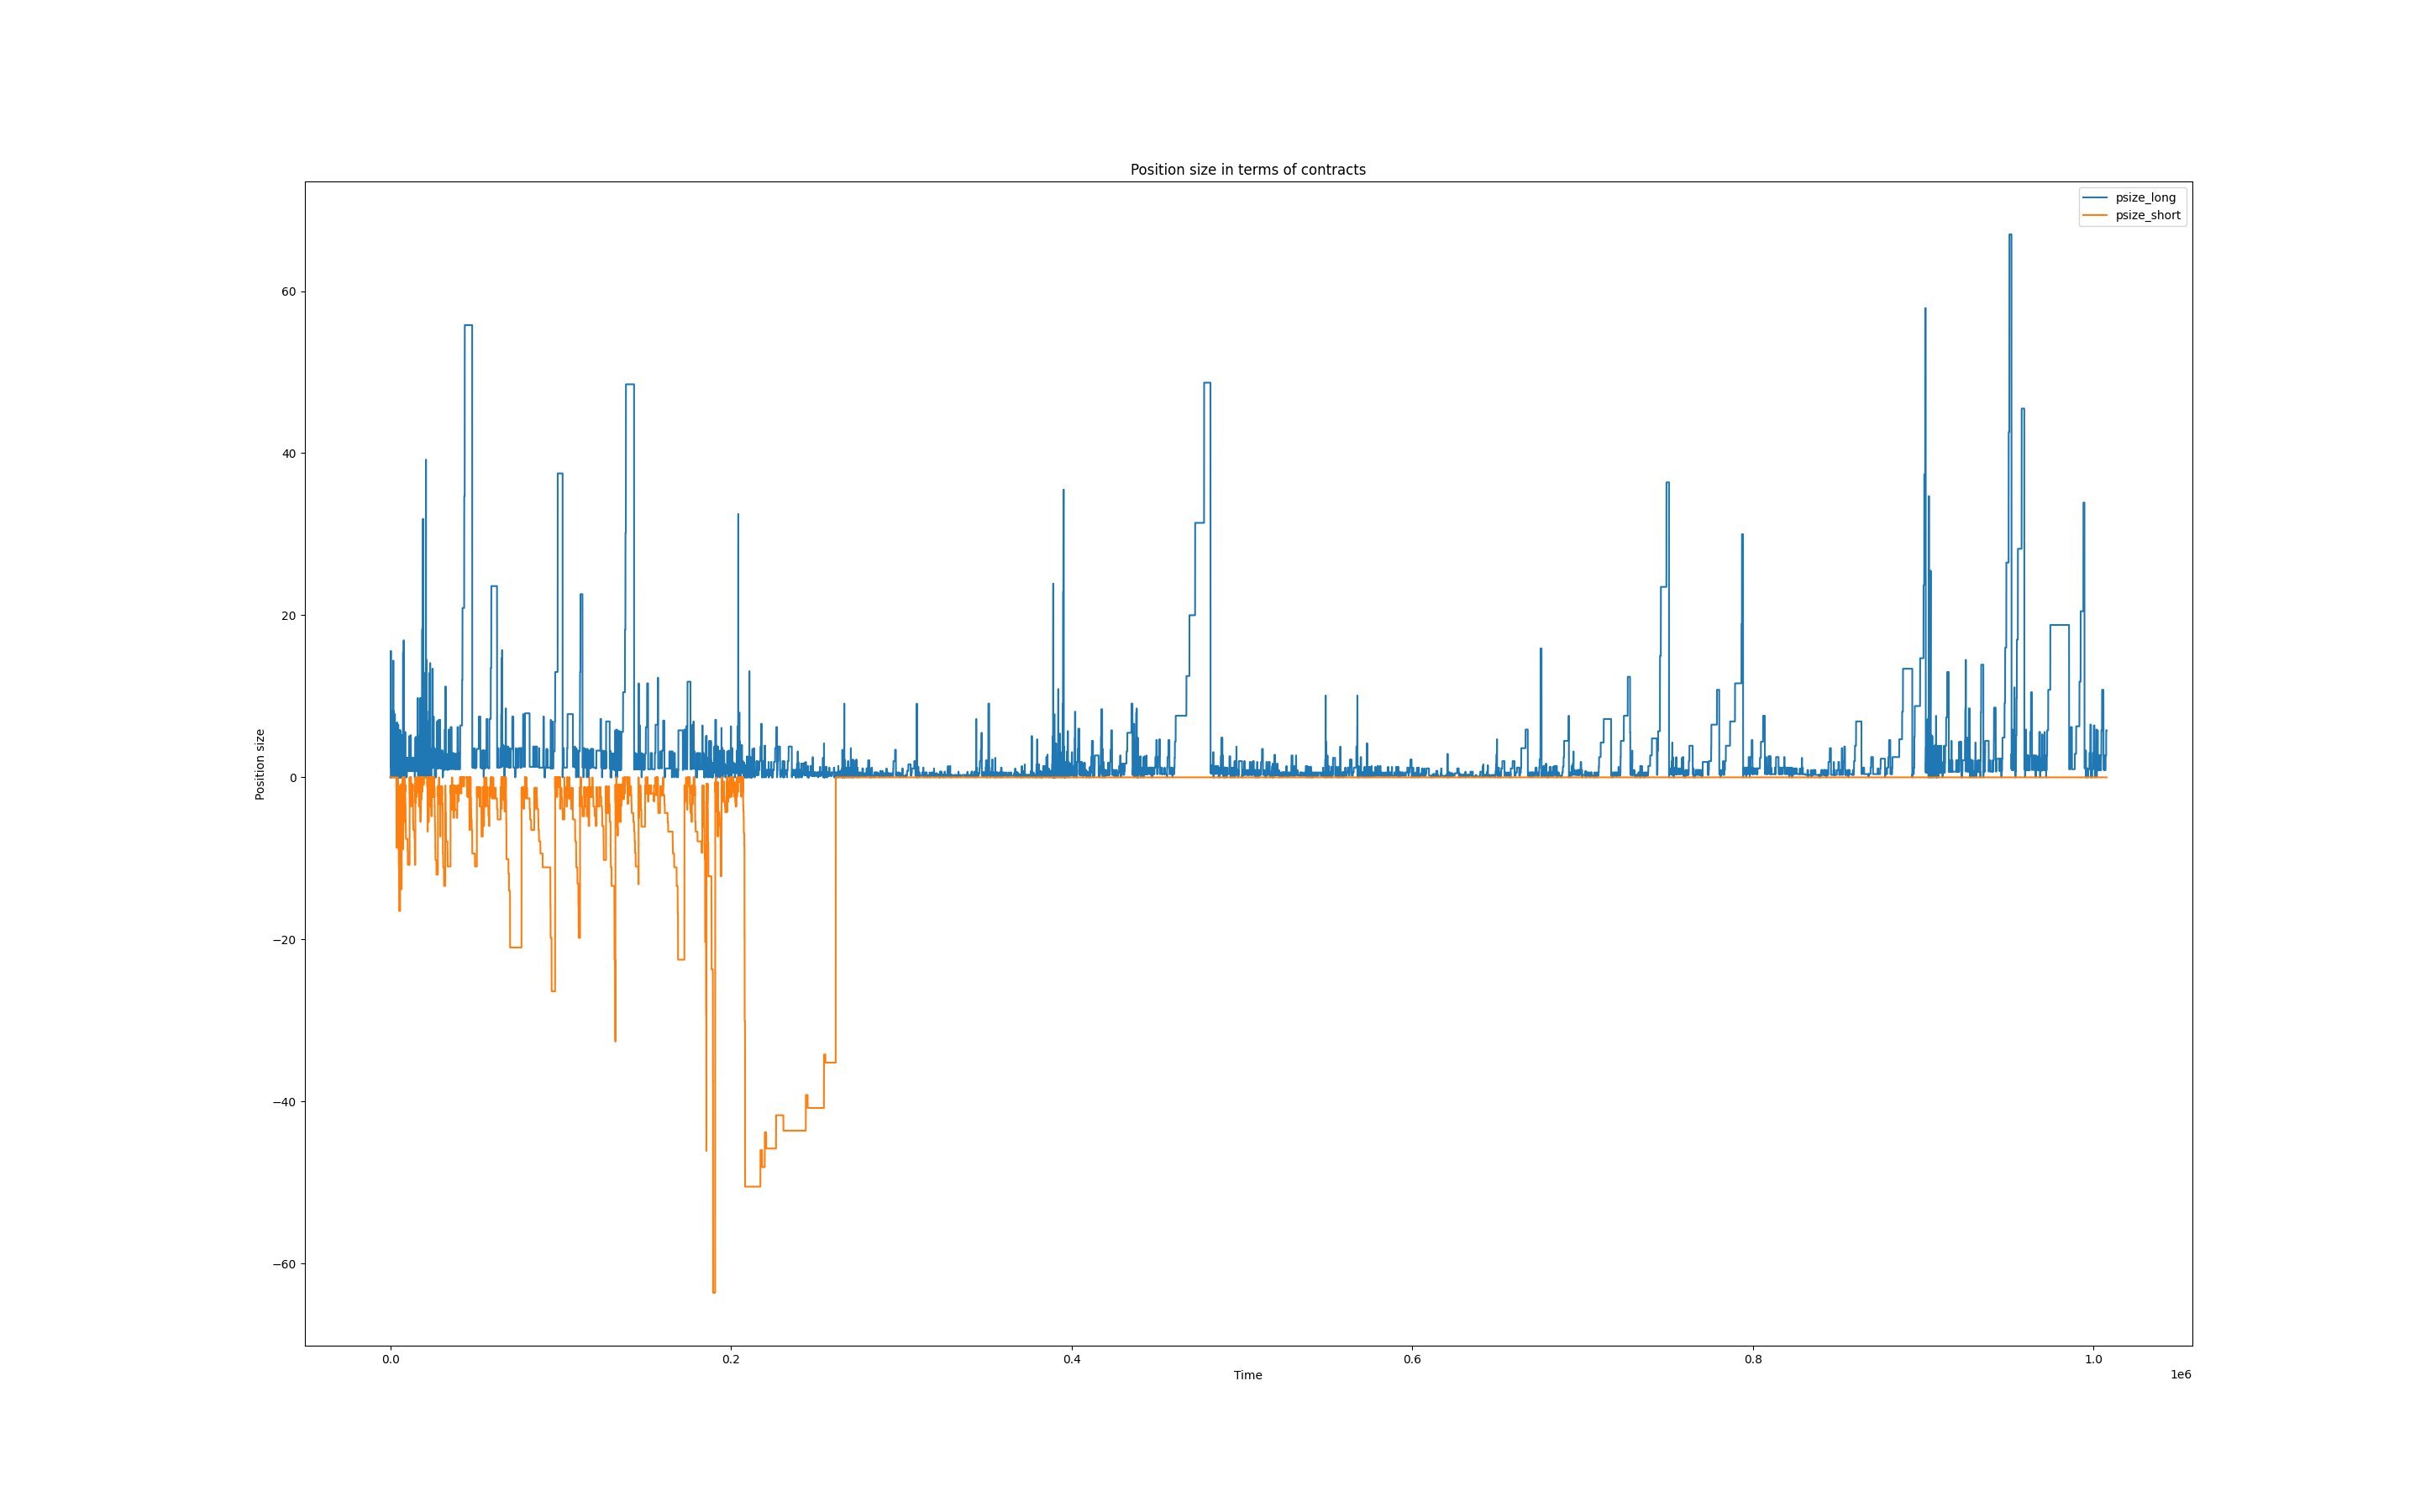 Position size in terms of contracts
psize_long
psize_short
60
40
20
0
−20
−40
−60
Position size
0.0
0.2
0.4
0.6
0.8
1.0
Time
1e6